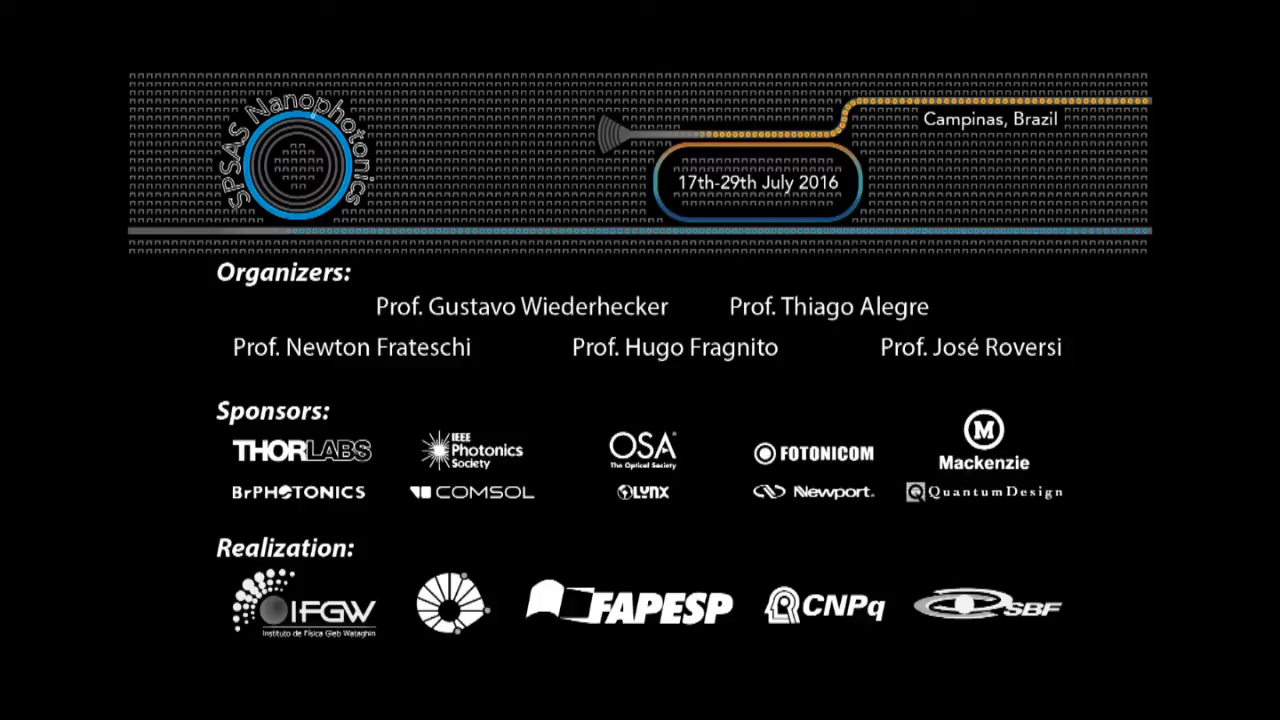 SPSAS Nanophotonics
Campinas, Brazil
17th-29th July 2016
Organizers:
Prof. Gustavo Wiederhecker Prof. Thiago Alegre
Prof. Newton Frateschi Prof. Hugo Fragnito Prof. José Roversi
Sponsors:
THORLABS IEEE Photonics Society OSA The Optical Society FOTONICOM M Mackenzie
BrPHOTONICS COMSOL LYNX Newport. QuantumDesign
Realization:
IFGW FAPESP CNPq SBF
Instituto de Física Gleb Wataghin